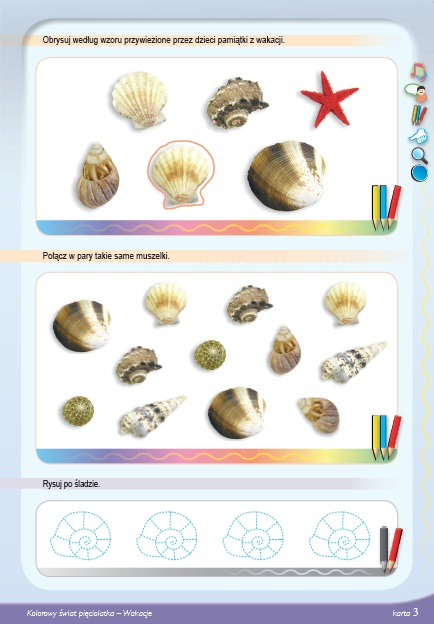 Obrysuj według wzoru przywiezione przez dzieci pamiątki z wakacji.
Połącz w pary takie same muszelki.
Rysuj po śladzie.
Kolorowy świat pięciolatka – Wakacje
karta 3